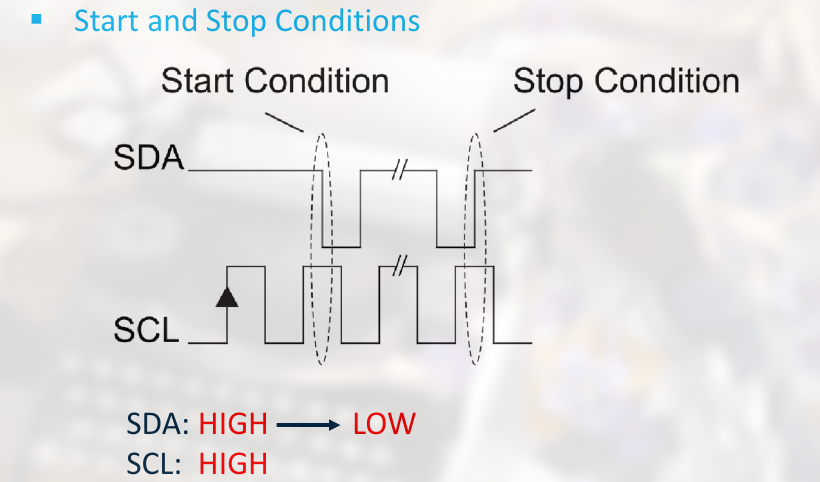 Start and Stop Conditions
Start Condition
Stop Condition
SDA
SCL
SDA: HIGH → LOW
SCL: HIGH